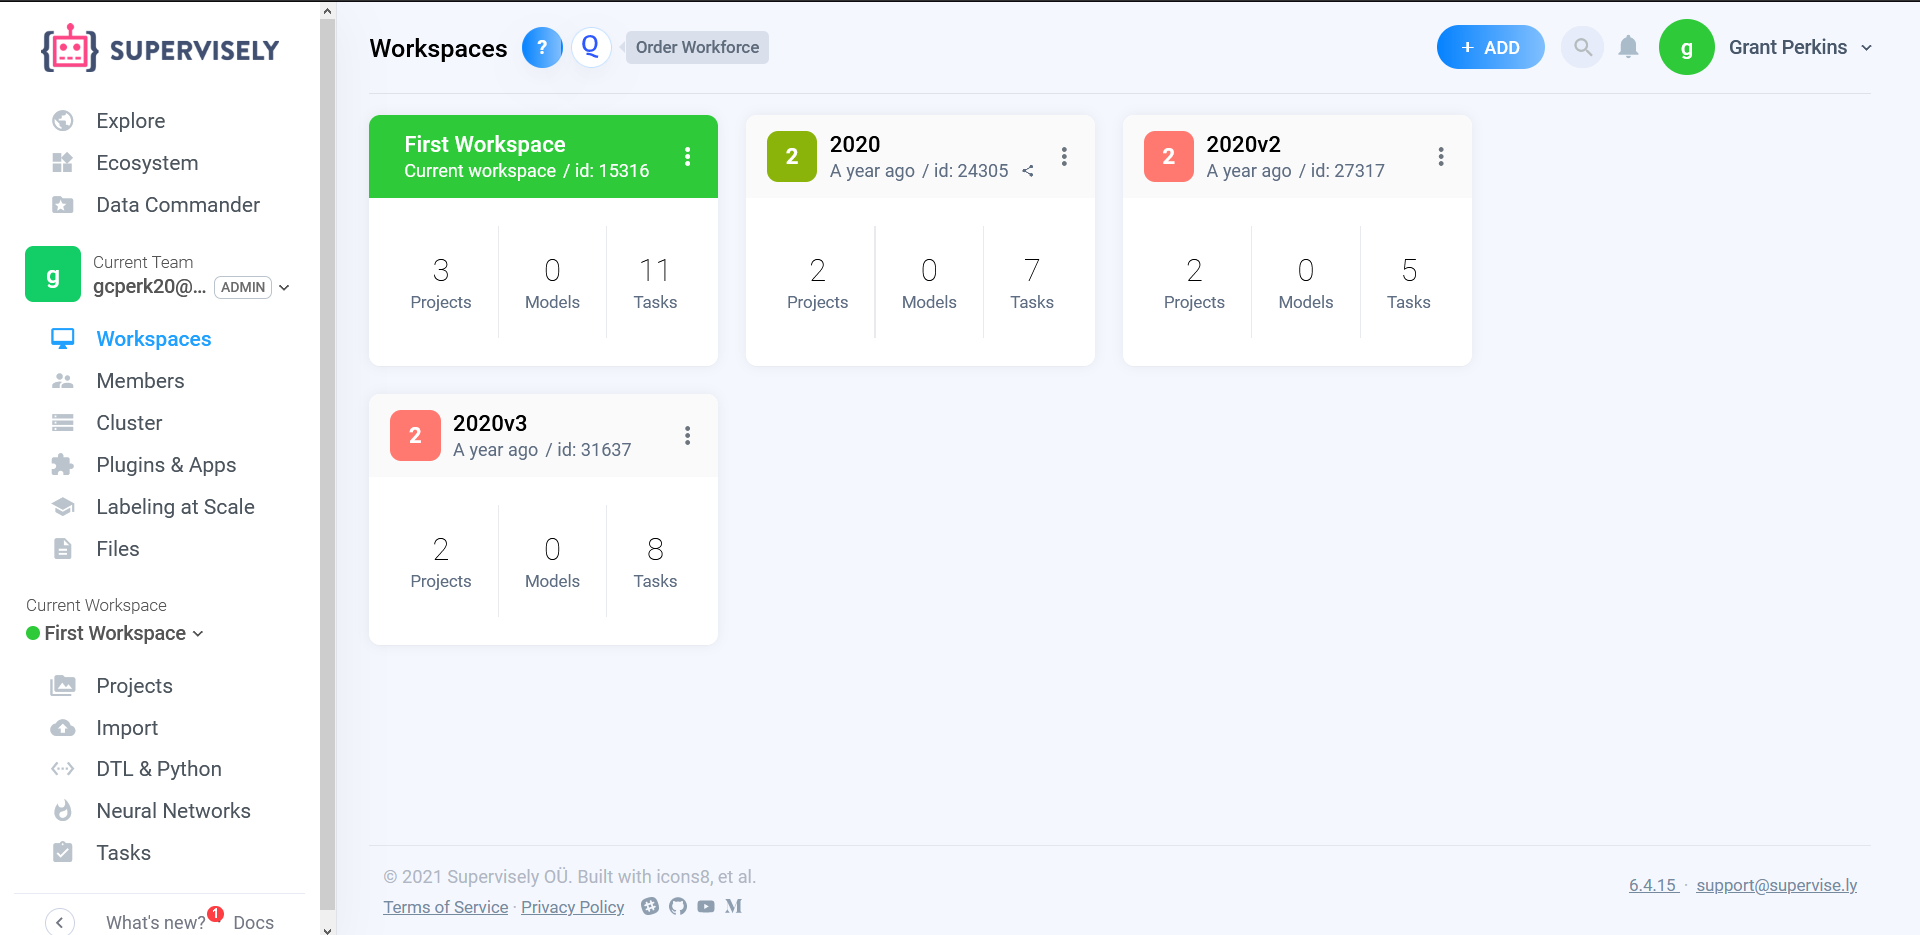 SUPERVISELY
Explore
Ecosystem
Data Commander
g
Current Team
gcperk20@... ADMIN
Workspaces
Members
Cluster
Plugins & Apps
Labeling at Scale
Files
Current Workspace
First Workspace
Projects
Import
DTL & Python
Neural Networks
Tasks
What's new? 1 Docs
Workspaces ? Q Order Workforce
+ ADD
g Grant Perkins
First Workspace
Current workspace / id: 15316
3 0 11
Projects Models Tasks
2
2020
A year ago / id: 24305
2 0 7
Projects Models Tasks
2
2020v2
A year ago / id: 27317
2 0 5
Projects Models Tasks
2
2020v3
A year ago / id: 31637
2 0 8
Projects Models Tasks
© 2021 Supervisely OÜ. Built with icons8, et al.
Terms of Service · Privacy Policy
6.4.15 · support@supervise.ly